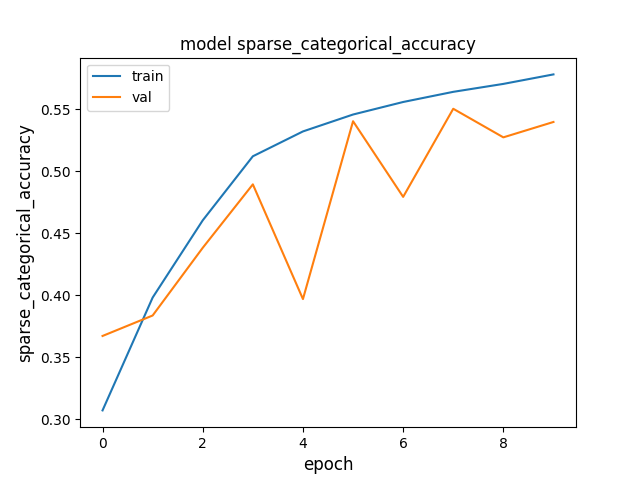 model sparse_categorical_accuracy
train
val
sparse_categorical_accuracy
0.55
0.50
0.45
0.40
0.35
0.30
0 2 4 6 8
epoch